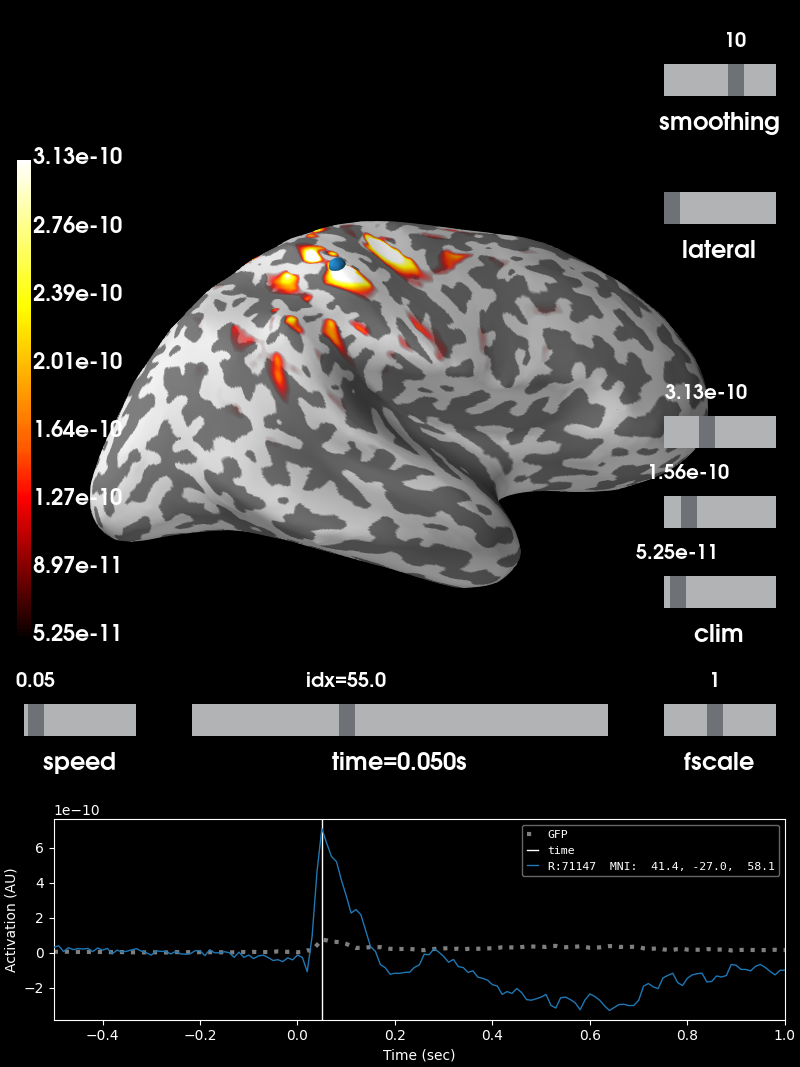 10
smoothing
lateral
3.13e-10
2.76e-10
2.39e-10
2.01e-10
1.64e-10
1.27e-10
8.97e-11
5.25e-11
3.13e-10
1.56e-10
5.25e-11
clim
0.05
speed
idx=55.0
time=0.050s
1
fscale
1e−10
6
4
2
0
−2
Activation (AU)
GFP
time
R:71147 MNI: 41.4, -27.0, 58.1
−0.4 −0.2 0.0 0.2 0.4 0.6 0.8 1.0
Time (sec)